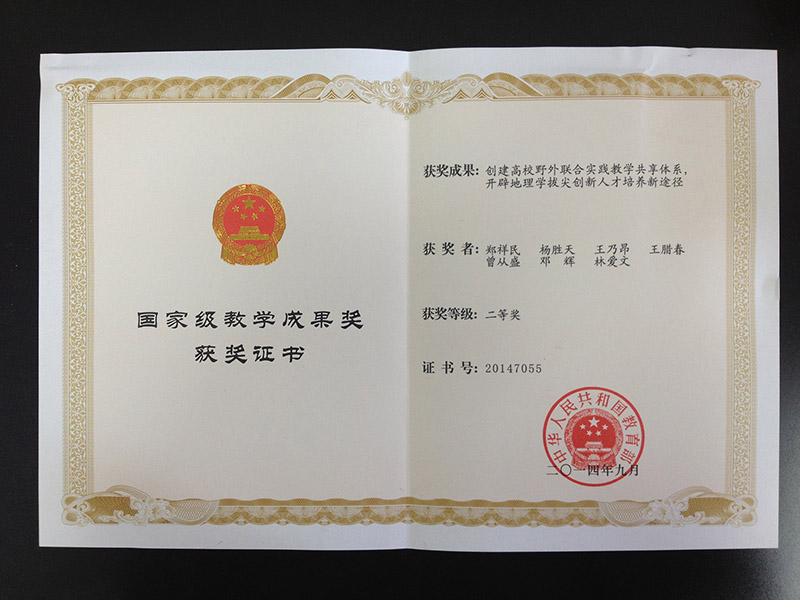 国家级教学成果奖
获奖证书
获奖成果：创建高校野外联合实践教学共享体系，
开辟地理学拔尖创新人才培养新途径
获奖者：郑祥民 杨胜天 王乃昂 王腊春
曾从盛 邓辉 林爱文
获奖等级：二等奖
证书号：20147055
中华人民共和国教育部
二〇一四年九月